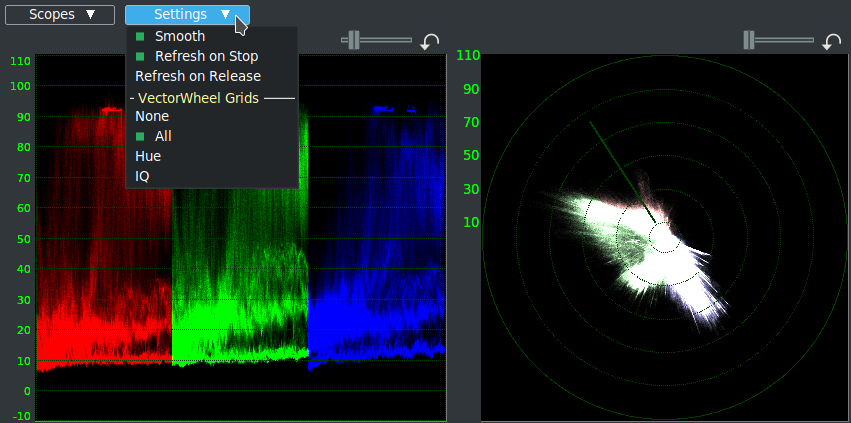 Scopes ▼
Settings ▼
Smooth
Refresh on Stop
Refresh on Release
- VectorWheel Grids
None
All
Hue
IQ
110
100
90
80
70
60
50
40
30
20
10
0
-10
110
90
70
50
30
10